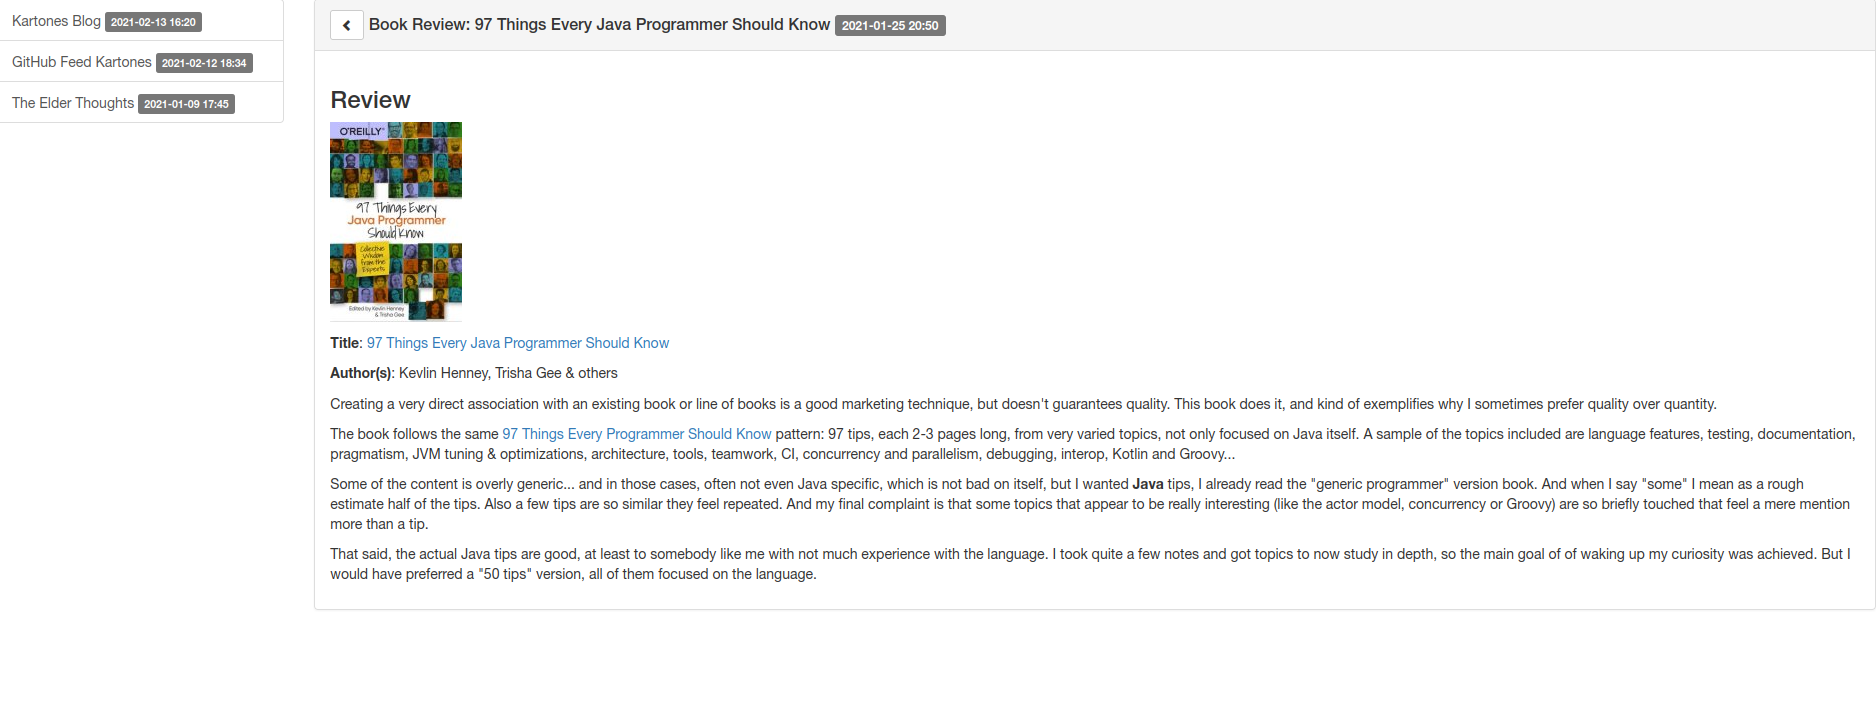 Kartones Blog 2021-02-13 16:20
GitHub Feed Kartones 2021-02-12 18:34
The Elder Thoughts 2021-01-09 17:45
Book Review: 97 Things Every Java Programmer Should Know 2021-01-25 20:50
Review
O'REILLY
97 Things Every
Java Programmer
Should Know
Collective
Wisdom
from the
Experts
Edited by Kevlin Henney
& Trisha Gee
Title: 97 Things Every Java Programmer Should Know
Author(s): Kevlin Henney, Trisha Gee & others
Creating a very direct association with an existing book or line of books is a good marketing technique, but doesn't guarantees quality. This book does it, and kind of exemplifies why I sometimes prefer quality over quantity.
The book follows the same 97 Things Every Programmer Should Know pattern: 97 tips, each 2-3 pages long, from very varied topics, not only focused on Java itself. A sample of the topics included are language features, testing, documentation,
pragmatism, JVM tuning & optimizations, architecture, tools, teamwork, CI, concurrency and parallelism, debugging, interop, Kotlin and Groovy...
Some of the content is overly generic... and in those cases, often not even Java specific, which is not bad on itself, but I wanted Java tips, I already read the "generic programmer" version book. And when I say "some" I mean as a rough
estimate half of the tips. Also a few tips are so similar they feel repeated. And my final complaint is that some topics that appear to be really interesting (like the actor model, concurrency or Groovy) are so briefly touched that feel a mere mention
more than a tip.
That said, the actual Java tips are good, at least to somebody like me with not much experience with the language. I took quite a few notes and got topics to now study in depth, so the main goal of of waking up my curiosity was achieved. But I
would have preferred a "50 tips" version, all of them focused on the language.